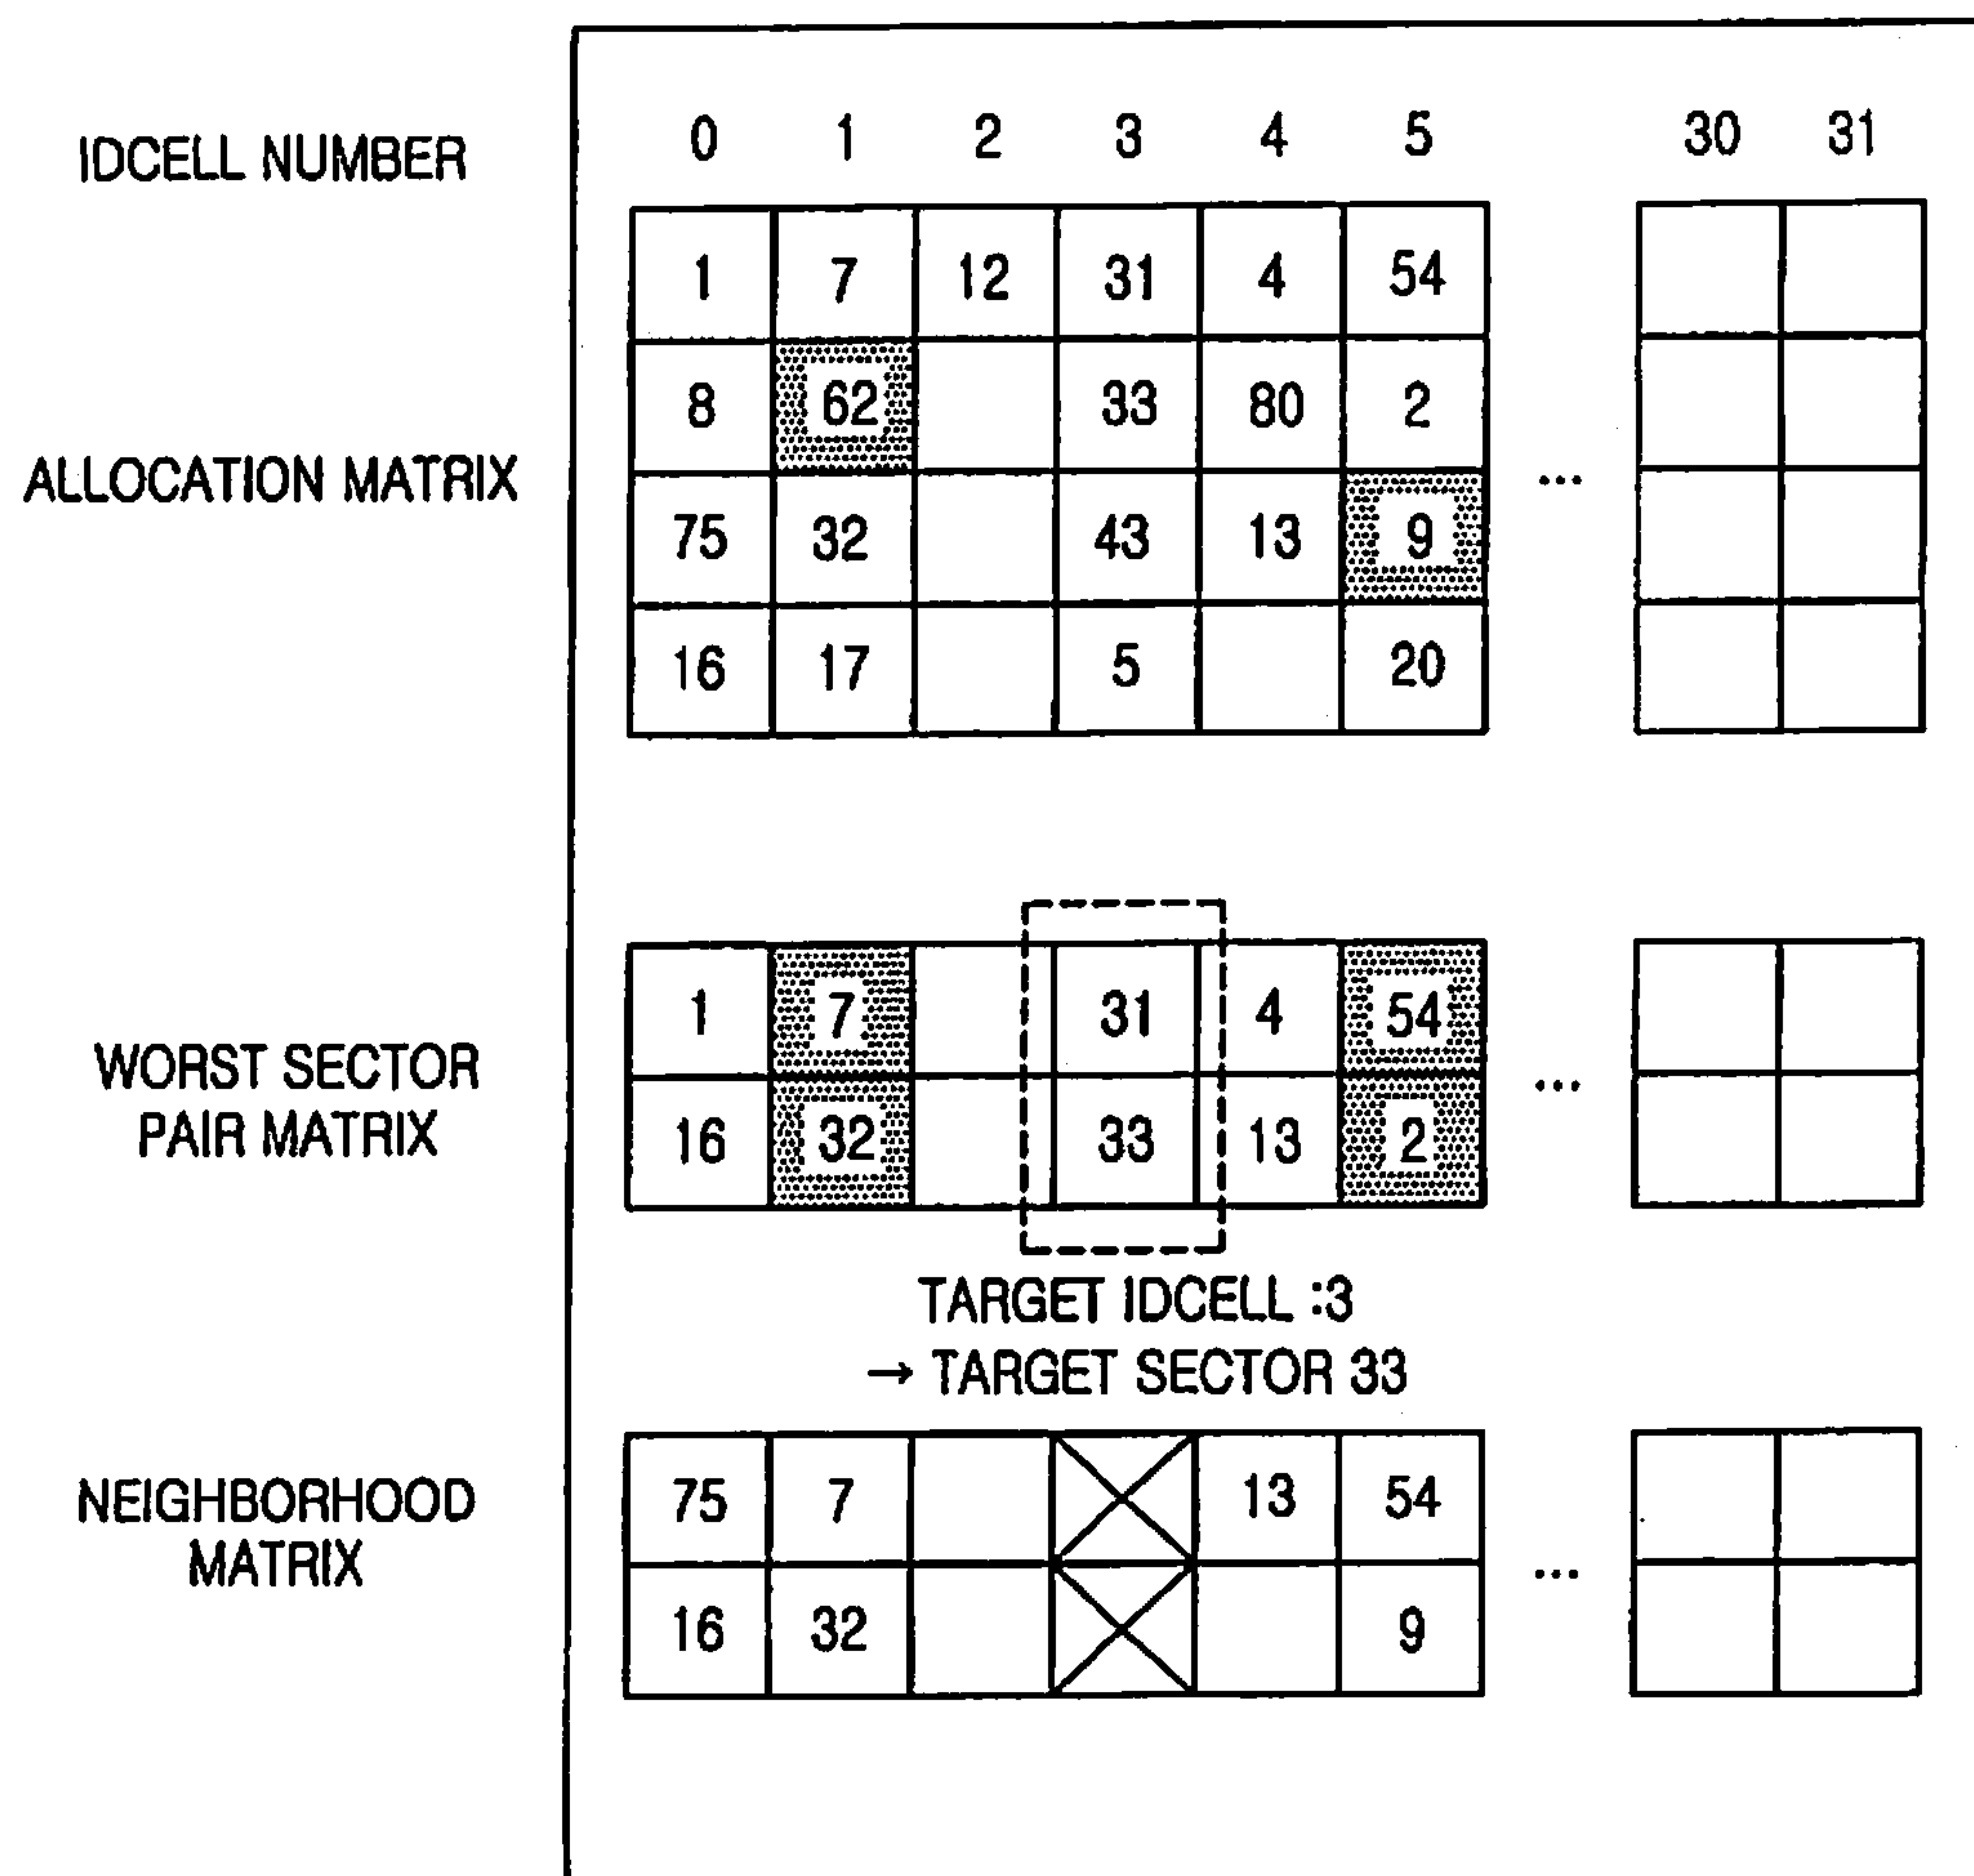 IDCELL NUMBER 0 1 2 3 4 5 30 31
1 7 12 31 4 54
8 62 33 80 2
ALLOCATION MATRIX ...
75 32 43 13 9
16 17 5 20
1 7 31 4 54
WORST SECTOR ...
PAIR MATRIX
16 32 33 13 2
TARGET IDCELL :3
→ TARGET SECTOR 33
75 7 13 54
NEIGHBORHOOD ...
MATRIX
16 32 9